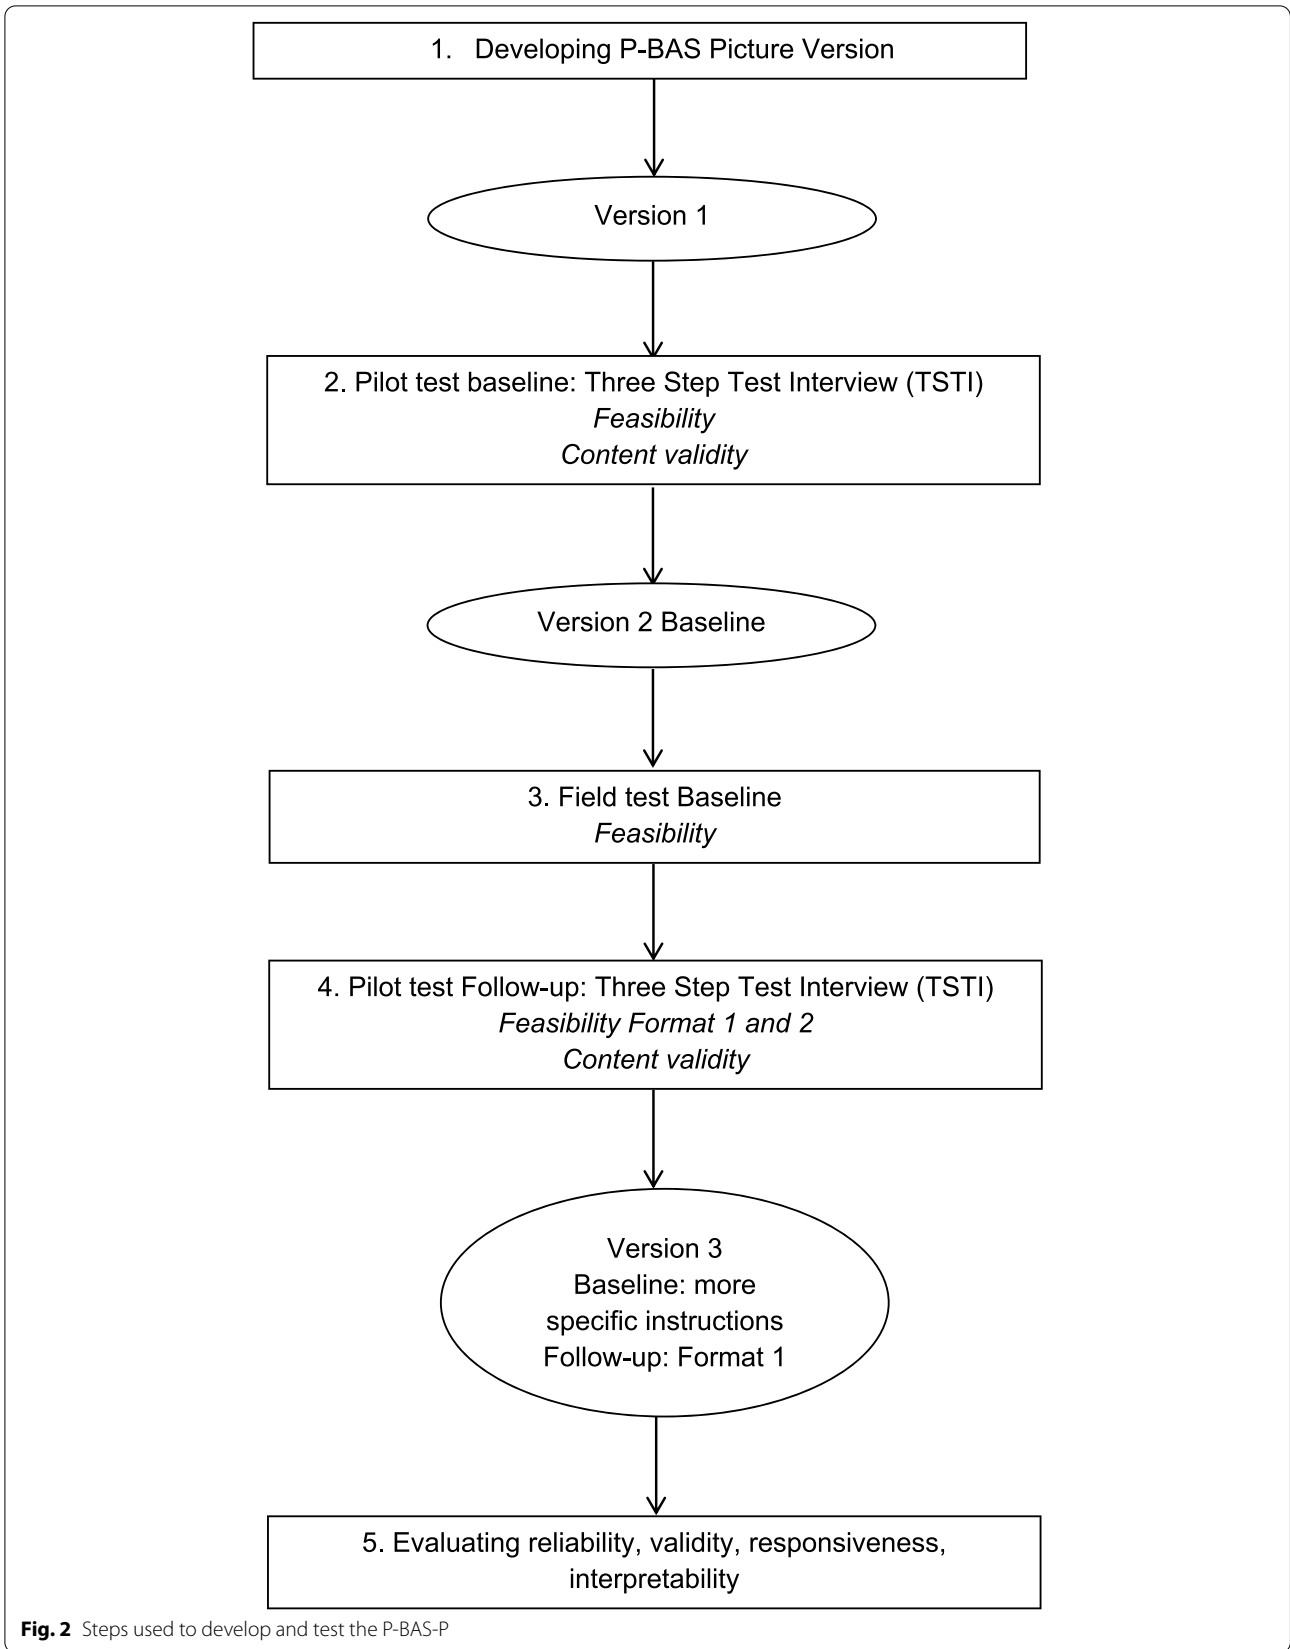 1. Developing P-BAS Picture Version
Version 1
2. Pilot test baseline: Three Step Test Interview (TSTI)
Feasibility
Content validity
Version 2 Baseline
3. Field test Baseline
Feasibility
4. Pilot test Follow-up: Three Step Test Interview (TSTI)
Feasibility Format 1 and 2
Content validity
Version 3
Baseline: more
specific instructions
Follow-up: Format 1
5. Evaluating reliability, validity, responsiveness,
interpretability
Fig. 2 Steps used to develop and test the P-BAS-P